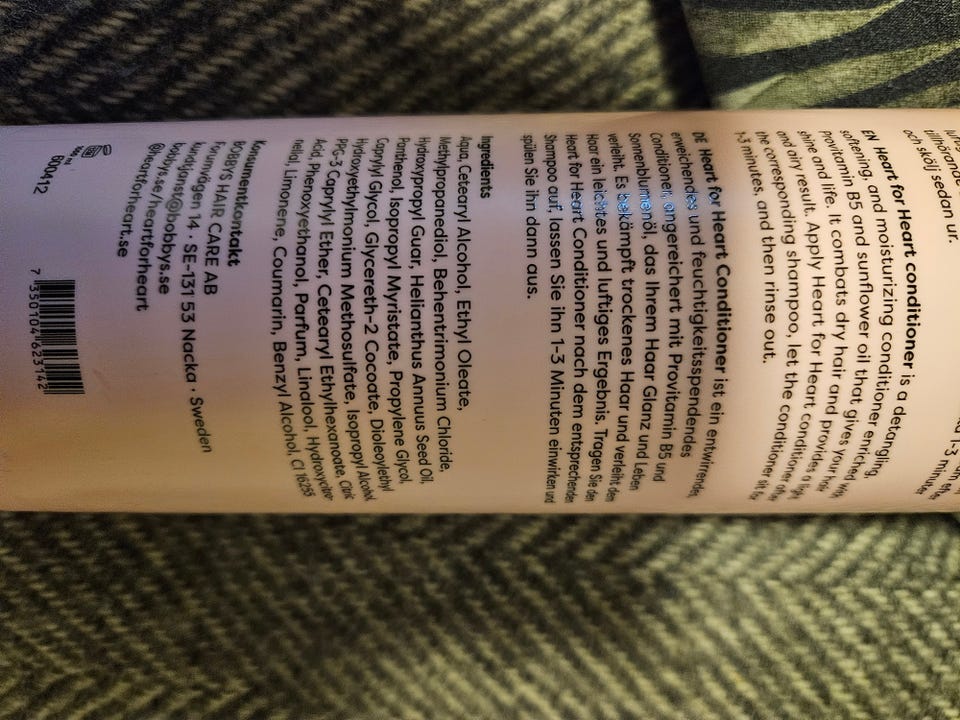 och skölj sedan ur.
1-3
EN Heart for Heart conditioner is a detangling,
softening, and moisturizing conditioner enriched with
provitamin B5 and sunflower oil that gives your hair
shine and life. It combats dry hair and provides a light
and airy result. Apply Heart for Heart conditioner after
the corresponding shampoo, let the conditioner sit for
1-3 minutes, and then rinse out.
DE Heart for Heart Conditioner ist ein entwirrender,
erweichendes und feuchtigkeitsspendendes
Conditioner, angereichert mit Provitamin B5 und
Sonnenblumenöl, das Ihrem Haar Glanz und Leben
verleiht. Es bekämpft trockenes Haar und verleiht dem
Haar ein leichtes und luftiges Ergebnis. Tragen Sie den
Heart for Heart Conditioner nach dem entsprechenden
Shampoo auf, lassen Sie ihn 1-3 Minuten einwirken und
spülen Sie ihn dann aus.
Ingredients
Aqua, Cetearyl Alcohol, Ethyl Oleate,
Methylpropanediol, Behentrimonium Chloride,
Hydroxypropyl Guar, Helianthus Annuus Seed Oil,
Panthenol, Isopropyl Myristate, Propylene Glycol,
Caprylyl Glycol, Glycereth-2 Cocoate, Dioleoylethyl
Hydroxyethylmonium Methosulfate, Isopropyl Alcohol,
PPG-3 Caprylyl Ether, Cetearyl Ethylhexanoate, Citric
Acid, Phenoxyethanol, Parfum, Linalool, Hydroxycitro-
nellal, Limonene, Coumarin, Benzyl Alcohol, CI 16255
Konsumentkontakt
BOBBYS HAIR CARE AB
Farumvägen 14 · SE-131 53 Nacka · Sweden
kundtjanst@bobbys.se
bobbys.se/heartforheart
@heartforheart.se
600412
7 350104 623142